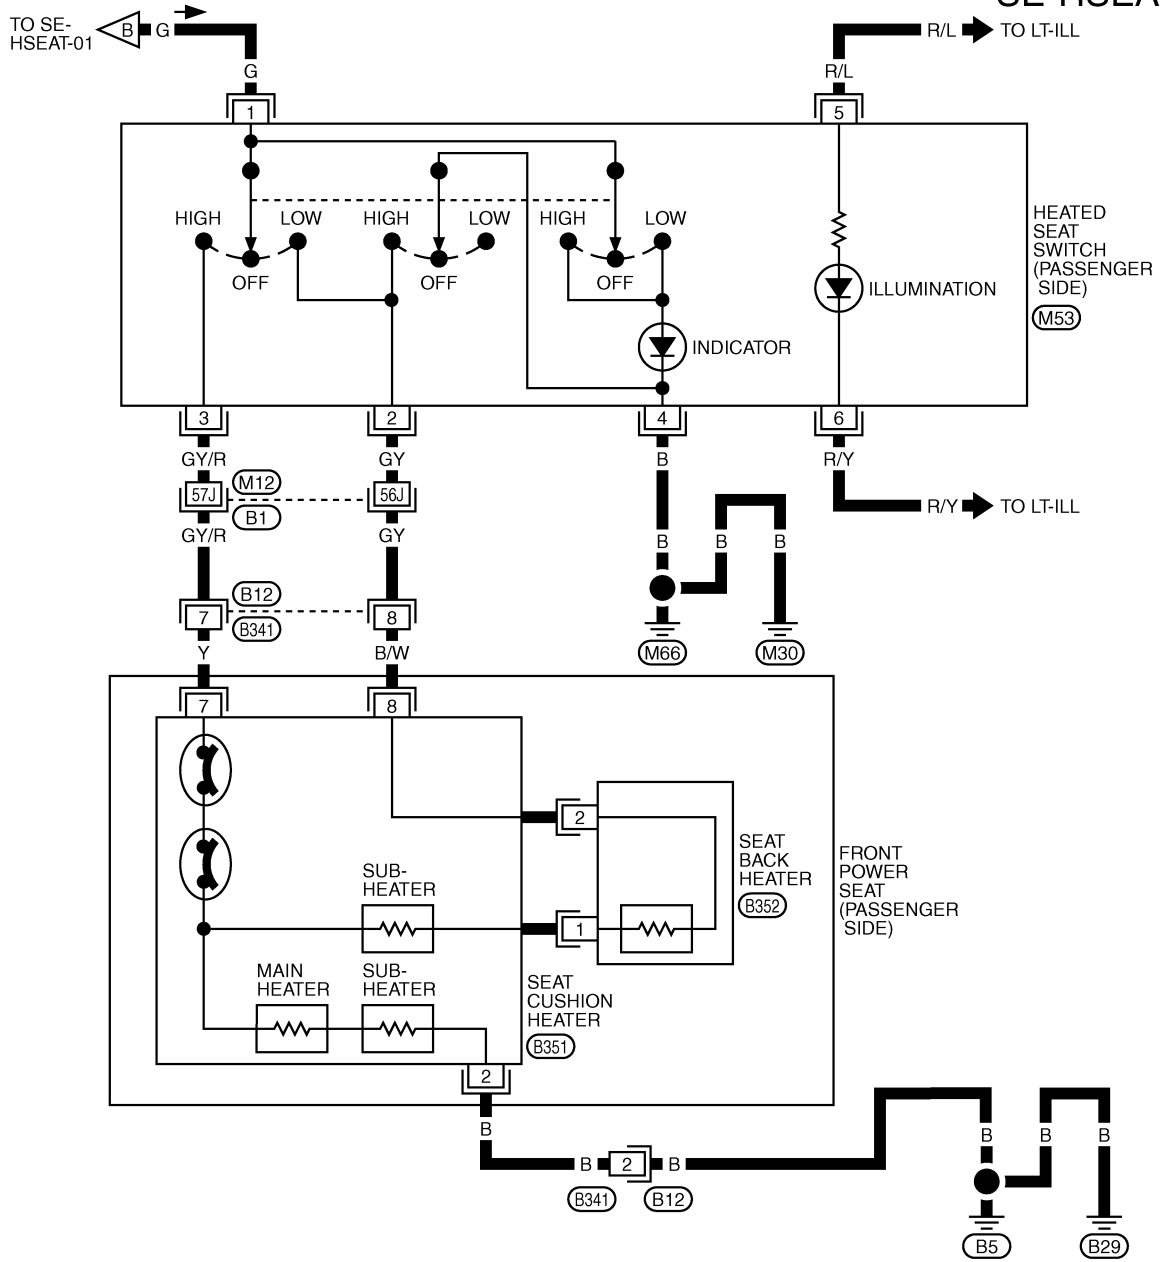 SE-HSEA
TO SE-
HSEAT-01
B
G
R/L
TO LT-ILL
G
R/L
1
5
HIGH
LOW
HIGH
LOW
HIGH
LOW
OFF
OFF
OFF
HEATED
SEAT
SWITCH
(PASSENGER
SIDE)
M53
ILLUMINATION
INDICATOR
3
2
4
6
GY/R
GY
B
R/Y
57J
M12
56J
B1
R/Y
TO LT-ILL
GY/R
GY
B
B
B
7
B12
8
B341
Y
B/W
M66
M30
7
8
2
SEAT
BACK
HEATER
B352
FRONT
POWER
SEAT
(PASSENGER
SIDE)
SUB-
HEATER
1
MAIN
HEATER
SUB-
HEATER
SEAT
CUSHION
HEATER
B351
2
B
B
2
B
B341
B12
B
B
B
B5
B29